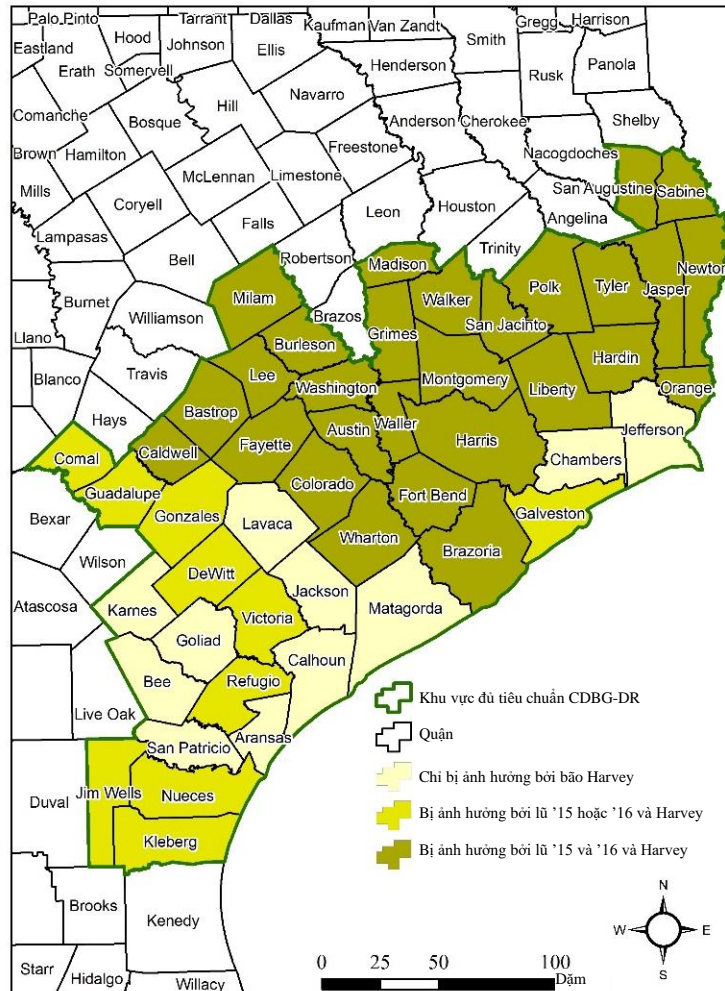 Palo Pinto
Tarrant
Dallas
Kaufman
Van Zandt
Gregg
Harrison
Eastland
Hood
Johnson
Ellis
Smith
Erath
Somervell
Henderson
Rusk
Panola
Comanche
Bosque
Hill
Navarro
Anderson
Cherokee
Shelby
Brown
Hamilton
Freestone
Nacogdoches
Mills
McLennan
Limestone
San Augustine
Sabine
Coryell
Leon
Houston
Angelina
Lampasas
Falls
Trinity
Bell
Robertson
Madison
Newton
Burnet
Milam
Walker
Polk
Tyler
Jasper
Llano
Williamson
Brazos
Grimes
San Jacinto
Burleson
Blanco
Travis
Lee
Washington
Montgomery
Liberty
Hardin
Orange
Hays
Bastrop
Austin
Waller
Harris
Jefferson
Comal
Caldwell
Fayette
Chambers
Guadalupe
Colorado
Fort Bend
Galveston
Bexar
Gonzales
Lavaca
Wharton
Brazoria
Wilson
DeWitt
Jackson
Matagorda
Atascosa
Karnes
Victoria
Goliad
Calhoun
Bee
Refugio
Live Oak
Aransas
San Patricio
Duval
Jim Wells
Nueces
Kleberg
Brooks
Kenedy
Starr
Hidalgo
Willacy
Khu vực đủ tiêu chuẩn CDBG-DR
Quận
Chỉ bị ảnh hưởng bởi bão Harvey
Bị ảnh hưởng bởi lũ ’15 hoặc ’16 và Harvey
Bị ảnh hưởng bởi lũ ’15 và ’16 và Harvey
N
W E
S
0 25 50 100
Dặm